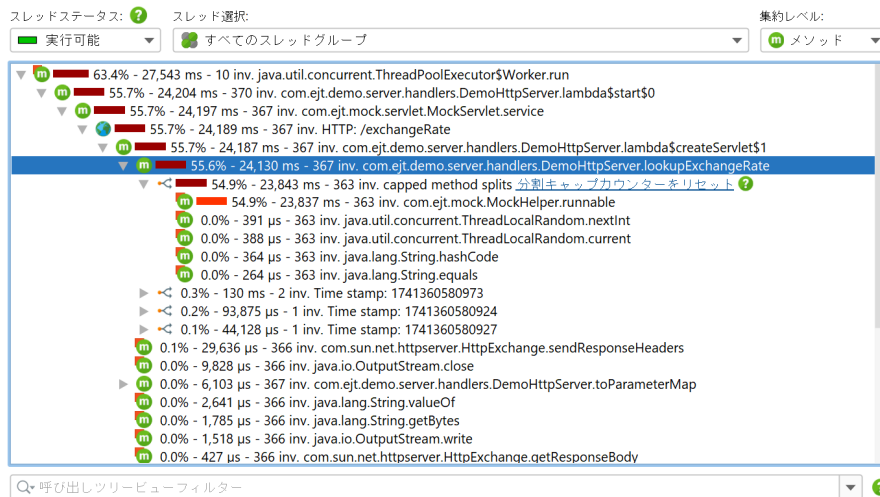 スレッドステータス: スレッド選択: 集約レベル:
実行可能 すべてのスレッドグループ m メソッド
m 63.4% - 27,543 ms - 10 inv. java.util.concurrent.ThreadPoolExecutor$Worker.run
m 55.7% - 24,204 ms - 370 inv. com.ejt.demo.server.handlers.DemoHttpServer.lambda$start$0
m 55.7% - 24,197 ms - 367 inv. com.ejt.mock.servlet.MockServlet.service
55.7% - 24,189 ms - 367 inv. HTTP: /exchangeRate
m 55.7% - 24,187 ms - 367 inv. com.ejt.demo.server.handlers.DemoHttpServer.lambda$createServlet$1
m 55.6% - 24,130 ms - 367 inv. com.ejt.demo.server.handlers.DemoHttpServer.lookupExchangeRate
54.9% - 23,843 ms - 363 inv. capped method splits 分割キャップカウンターをリセット ?
m 54.9% - 23,837 ms - 363 inv. com.ejt.mock.MockHelper.runnable
m 0.0% - 391 µs - 363 inv. java.util.concurrent.ThreadLocalRandom.nextInt
m 0.0% - 388 µs - 363 inv. java.util.concurrent.ThreadLocalRandom.current
m 0.0% - 364 µs - 363 inv. java.lang.String.hashCode
m 0.0% - 264 µs - 363 inv. java.lang.String.equals
0.3% - 130 ms - 2 inv. Time stamp: 1741360580973
0.2% - 93,875 µs - 1 inv. Time stamp: 1741360580924
0.1% - 44,128 µs - 1 inv. Time stamp: 1741360580927
m 0.1% - 29,636 µs - 366 inv. com.sun.net.httpserver.HttpExchange.sendResponseHeaders
m 0.0% - 9,828 µs - 366 inv. java.io.OutputStream.close
m 0.0% - 6,103 µs - 367 inv. com.ejt.demo.server.handlers.DemoHttpServer.toParameterMap
m 0.0% - 2,641 µs - 366 inv. java.lang.String.valueOf
m 0.0% - 1,785 µs - 366 inv. java.lang.String.getBytes
m 0.0% - 1,518 µs - 366 inv. java.io.OutputStream.write
m 0.0% - 427 µs - 366 inv. com.sun.net.httpserver.HttpExchange.getResponseBody
呼び出しツリービューフィルター